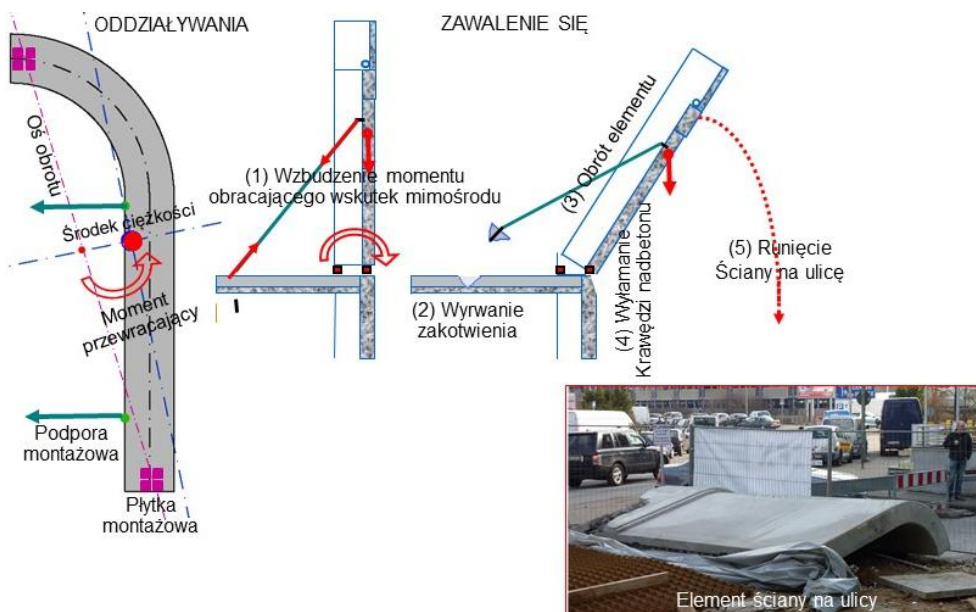 ODDZIAŁYWANIA
ZAWALENIE SIĘ
Oś obrotu
Środek ciężkości
Moment
przewracający
Podpora
montażowa
Płytka
montażowa
(1) Wzbudzenie momentu
obracającego wskutek mimośrodu
(2) Wyrwanie
zakotwienia
(3) Obrót elementu
(4) Wyłamanie
Krawędzi nadbetonu
(5) Runięcie
Ściany na ulicę
Element ściany na ulicy